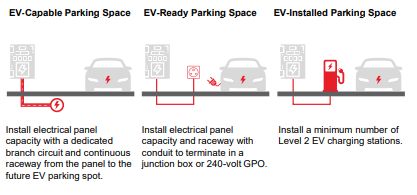 EV-Capable Parking Space
EV-Ready Parking Space
EV-Installed Parking Space
Install electrical panel
capacity with a dedicated
branch circuit and continuous
raceway from the panel to the
future EV parking spot.
Install electrical panel
capacity and raceway with
conduit to terminate in a
junction box or 240-volt GPO.
Install a minimum number of
Level 2 EV charging stations.